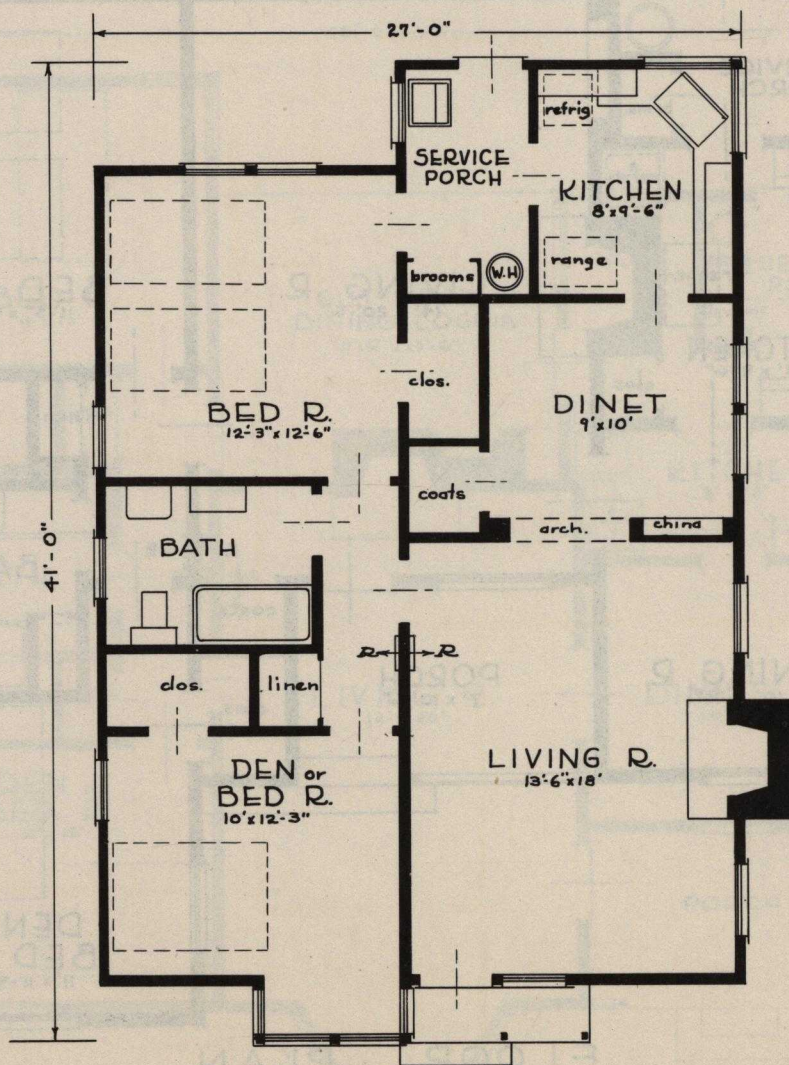 27'-0"
refrig
SERVICE
PORCH
KITCHEN
8'x9'-6"
brooms
W.H
range
clos.
BED R.
12'-3"x12'-6"
DINET
9'x10'
coats
arch.
china
41'-0"
BATH
R R
clos.
linen
DEN or
BED R.
10'x12'-3"
LIVING R.
13'-6"x18'